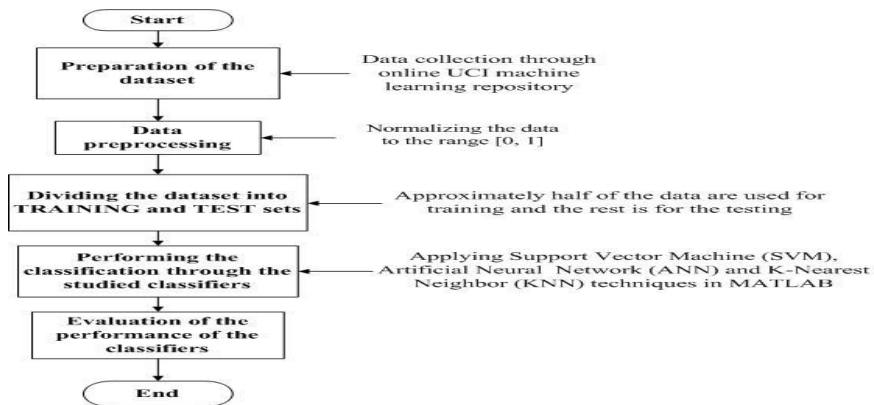 Start
Preparation of the
dataset
Data collection through
online UCI machine
learning repository
Data
preprocessing
Normalizing the data
to the range [0, 1]
Dividing the dataset into
TRAINING and TEST sets
Approximately half of the data are used for
training and the rest is for the testing
Performing the
classification through the
studied classifiers
Applying Support Vector Machine (SVM),
Artificial Neural Network (ANN) and K-Nearest
Neighbor (KNN) techniques in MATLAB
Evaluation of the
performance of the
classifiers
End